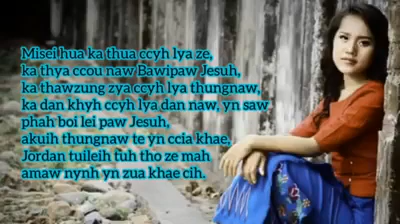 Misei hua ka thua ccyh lya ze,
ka thya ccou naw Bawipaw Jesuh,
ka thawzung zya ccyh lya thungnaw,
ka dan khyh ccyh lya dan naw, yn saw
phah boi lei paw Jesuh,
akuih thungnaw te yn ccia khae,
Jordan tuileih tuh tho ze mah
amaw nynh yn zua khae cih.